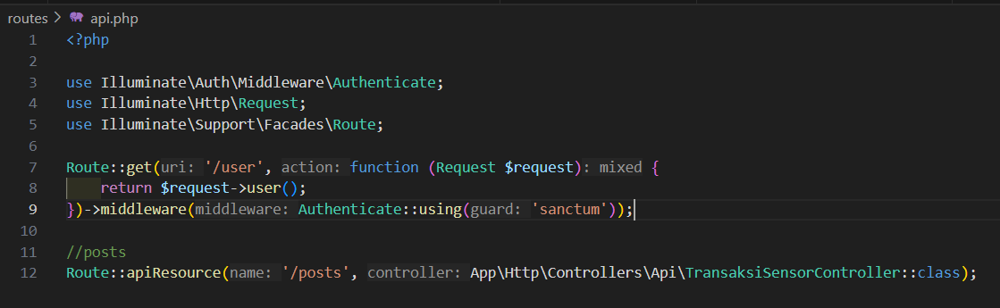 routes > api.php
1 <?php
2
3 use Illuminate\Auth\Middleware\Authenticate;
4 use Illuminate\Http\Request;
5 use Illuminate\Support\Facades\Route;
6
7 Route::get(uri: '/user', action: function (Request $request): mixed {
8     return $request->user();
9 })->middleware(middleware: Authenticate::using(guard: 'sanctum'));
10
11 //posts
12 Route::apiResource(name: '/posts', controller: App\Http\Controllers\Api\TransaksiSensorController::class);